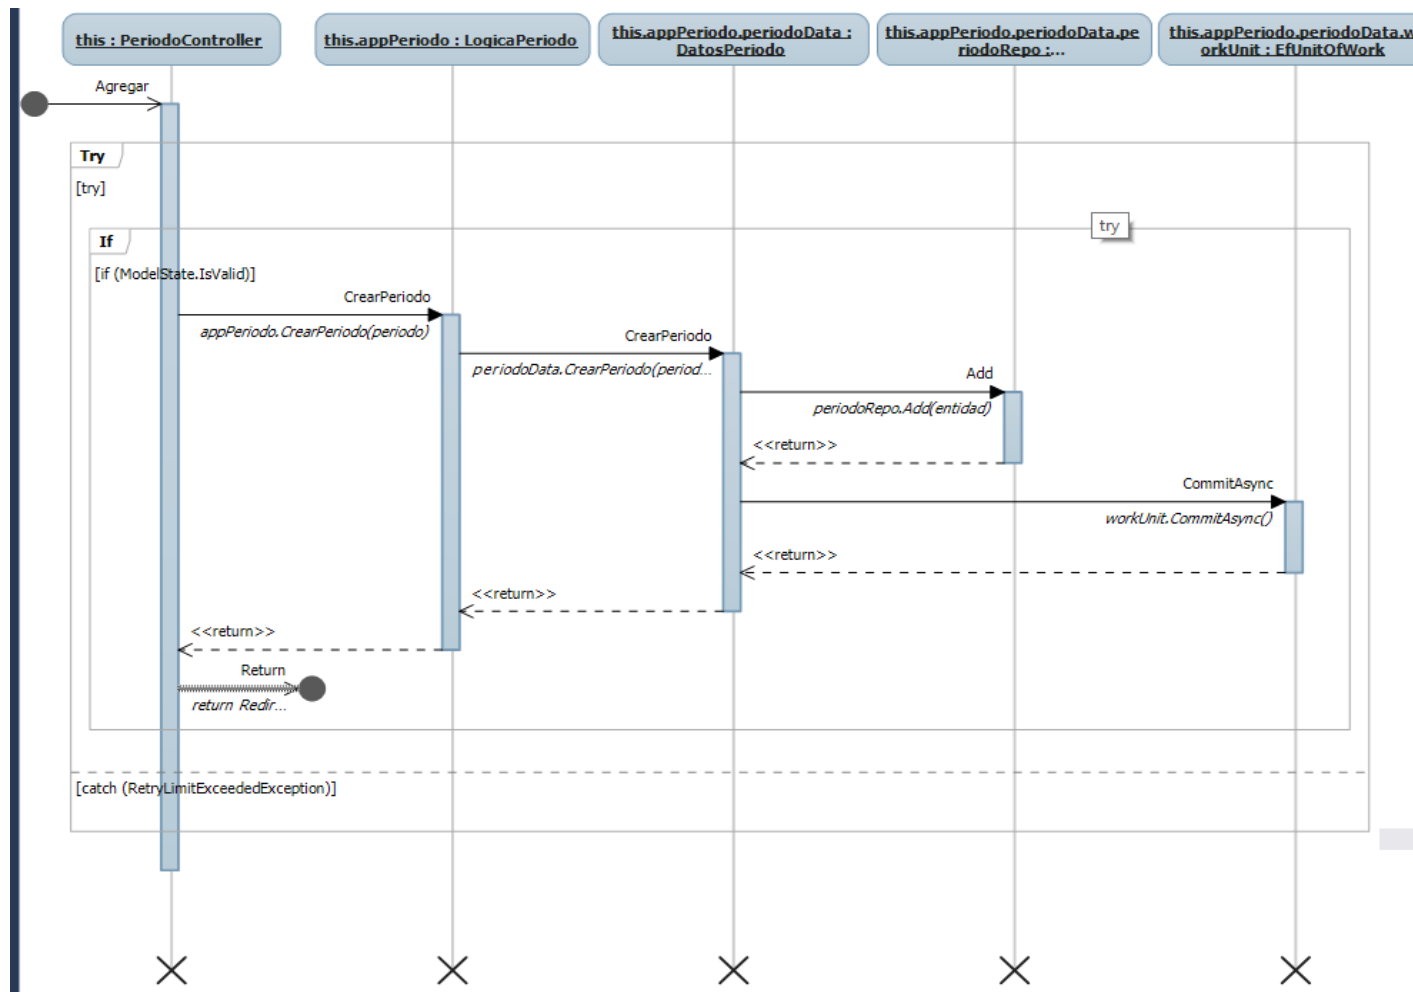 this : PeriodoController
this.appPeriodo : LogicaPeriodo
this.appPeriodo.periodoData :
DatosPeriodo
this.appPeriodo.periodoData.pe
riodoRepo :...
this.appPeriodo.periodoData.w
orkUnit : EfUnitOfWork
Agregar
Try
[try]
try
If
[if (ModelState.IsValid)]
CrearPeriodo
appPeriodo.CrearPeriodo(periodo)
CrearPeriodo
periodoData.CrearPeriodo(period...
Add
periodoRepo.Add(entidad)
<<return>>
CommitAsync
workUnit.CommitAsync()
<<return>>
<<return>>
<<return>>
Return
return Redir...
[catch (RetryLimitExceededException)]